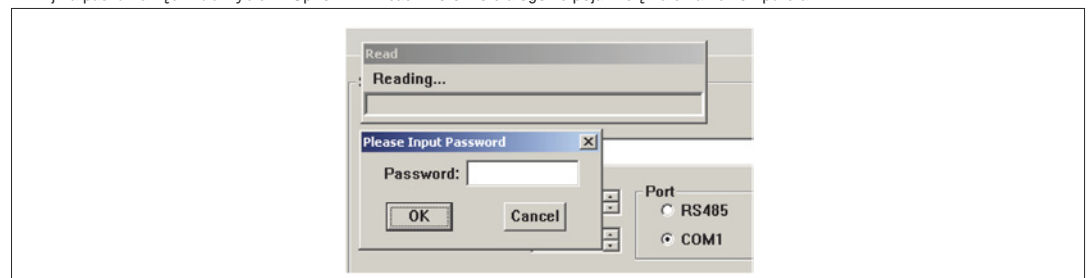 Read
Reading...
Please Input Password
Password:
OK Cancel
Port
RS485
COM1